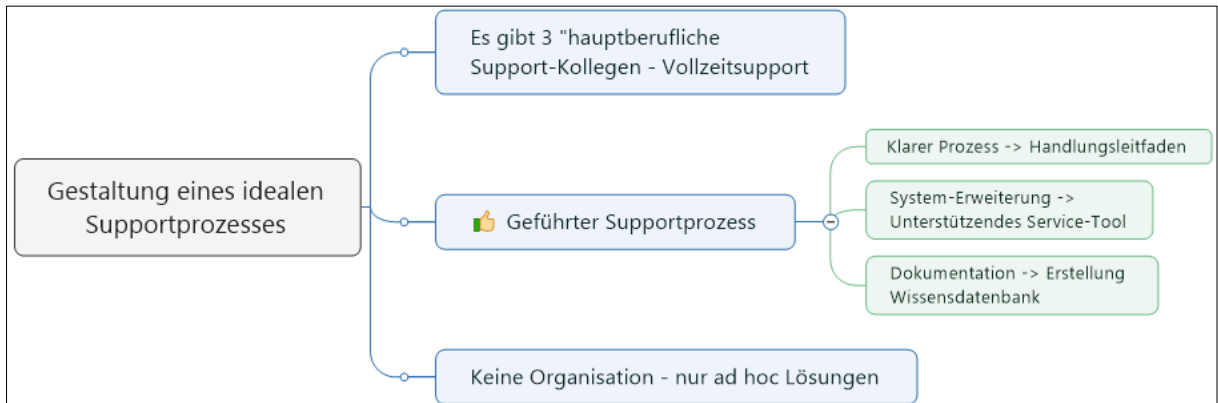 Es gibt 3 "hauptberufliche
Support-Kollegen - Vollzeitsupport
Gestaltung eines idealen
Supportprozesses
Geführter Supportprozess
Klarer Prozess -> Handlungsleitfaden
System-Erweiterung ->
Unterstützendes Service-Tool
Dokumentation -> Erstellung
Wissensdatenbank
Keine Organisation - nur ad hoc Lösungen